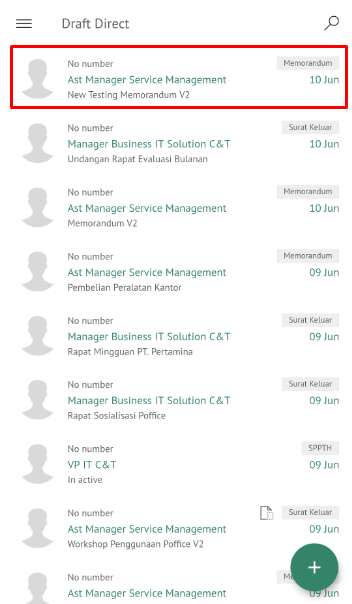 Draft Direct
No number Memorandum
Ast Manager Service Management 10 Jun
New Testing Memorandum V2
No number Surat Keluar
Manager Business IT Solution C&T 10 Jun
Undangan Rapat Evaluasi Bulanan
No number Memorandum
Ast Manager Service Management 10 Jun
Memorandum V2
No number Memorandum
Ast Manager Service Management 09 Jun
Pembelian Peralatan Kantor
No number Surat Keluar
Manager Business IT Solution C&T 09 Jun
Rapat Mingguan PT. Pertamina
No number Surat Keluar
Manager Business IT Solution C&T 09 Jun
Rapat Sosialisasi Poffice
No number SPPTH
VP IT C&T 09 Jun
In active
No number Surat Keluar
Ast Manager Service Management 09 Jun
Workshop Penggunaan Poffice V2
No number
Ast Manager Service Management 09 Jun